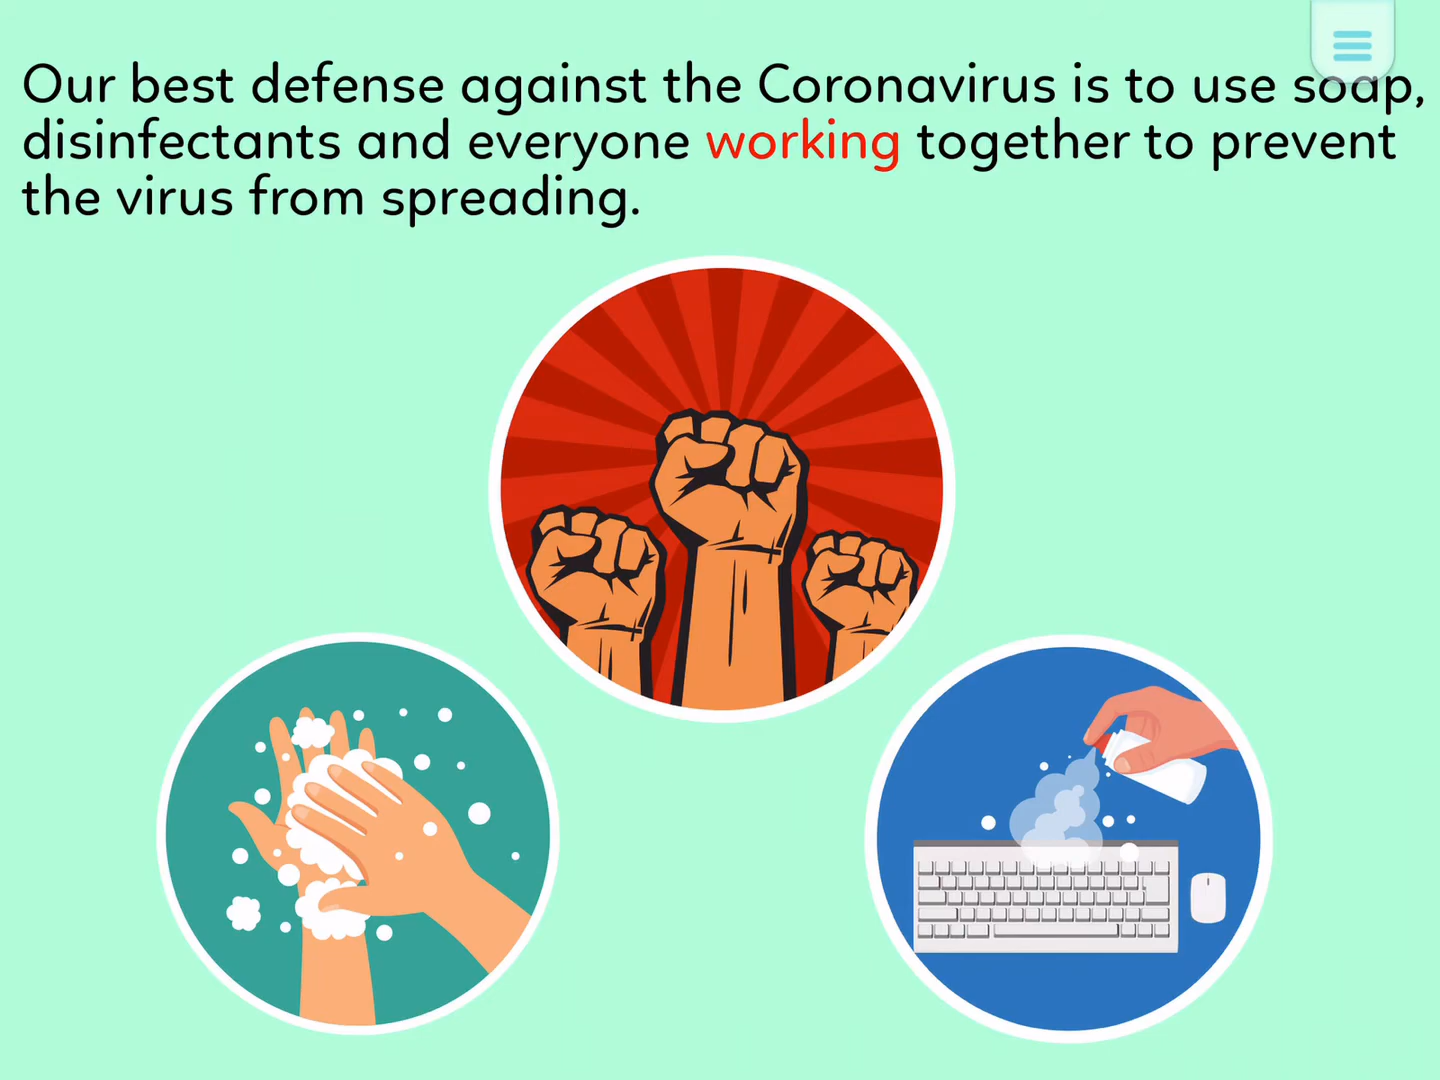 Our best defense against the Coronavirus is to use soap,
disinfectants and everyone working together to prevent
the virus from spreading.